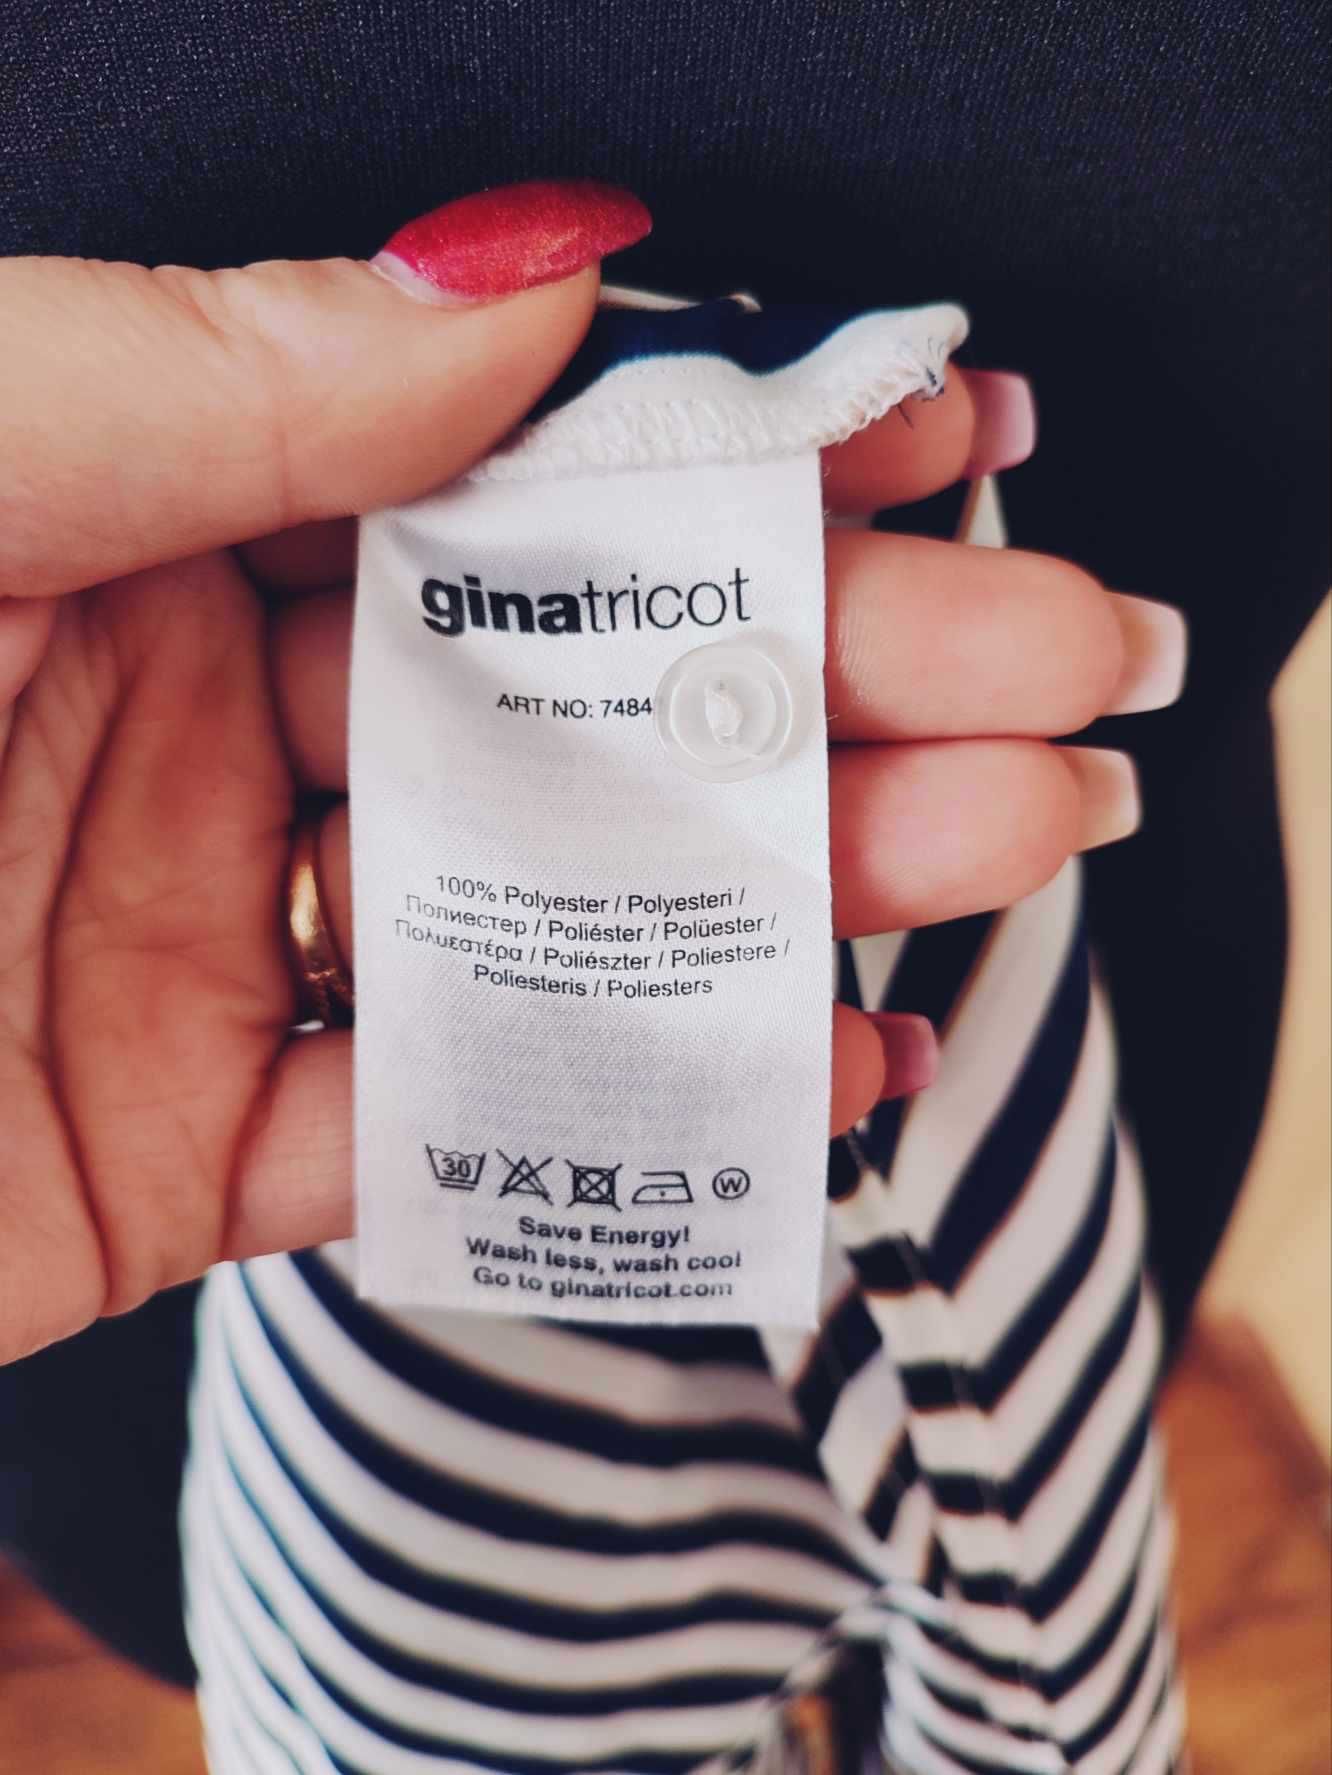 ginatricot
ART NO: 7484
100% Polyester / Polyesteri /
Полиестер / Poliéster / Polüester /
Πολυεστέρα / Poliészter / Poliestere /
Poliesteris / Poliesters
30
W
Save Energy!
Wash less, wash cool
Go to ginatricot.com